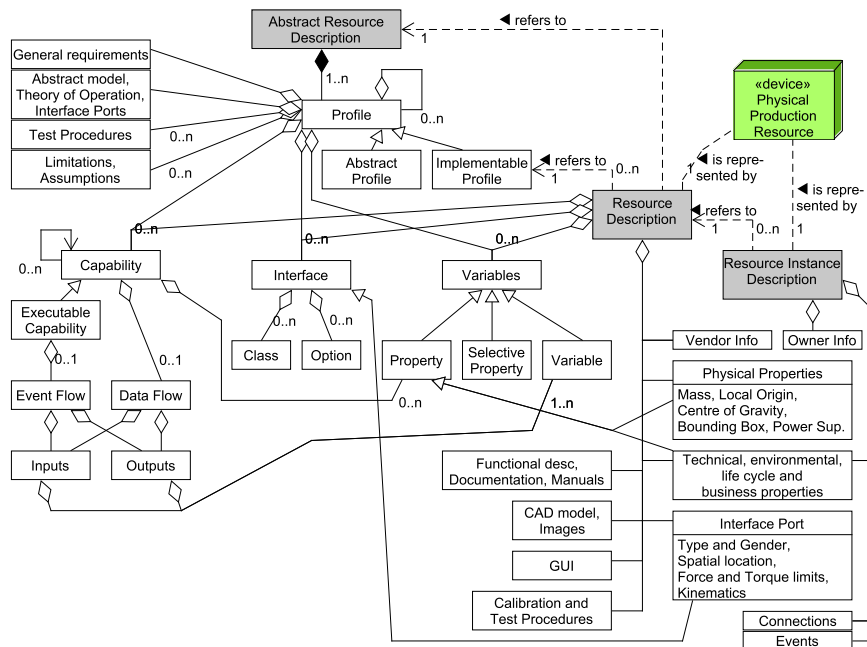 Abstract Resource
Description
◀ refers to
1
General requirements
Abstract model,
Theory of Operation,
Interface Ports
Test Procedures
Limitations,
Assumptions
0..n
0..n
1..n
0..n
Profile
Abstract
Profile
Implementable
Profile
◀ refers to
1
0..n
«device»
Physical
Production
Resource
◀ is repre-
sented by
1
◀ is repre-
sented by
1
Resource
Description
◀ refers to
1
0..n
Resource Instance
Description
0..n
Capability
0..n
0..n
Interface
0..n
Variables
0..n
0..n
Executable
Capability
Class
Option
Property
Selective
Property
Variable
Vendor Info
Owner Info
0..1
0..1
Event Flow
Data Flow
0..n
1..n
Physical Properties
Mass, Local Origin,
Centre of Gravity,
Bounding Box, Power Sup.
Inputs
Outputs
Functional desc,
Documentation, Manuals
Technical, environmental,
life cycle and
business properties
CAD model,
Images
Interface Port
Type and Gender,
Spatial location,
Force and Torque limits,
Kinematics
GUI
Calibration and
Test Procedures
Connections
Events